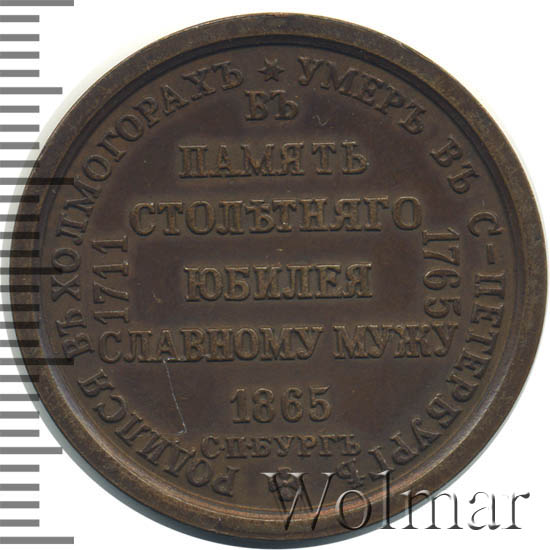 РОДИЛСЯ ВЪ ХОЛМОГОРАХЪ ★ УМЕРЪ ВЪ С-ПЕТЕРБУРГѢ
1711
1765
ВЪ
ПАМЯТЬ
СТОЛѢТНЯГО
ЮБИЛЕЯ
СЛАВНОМУ МУЖУ
1865
С·П·БУРГЪ
Wolmar